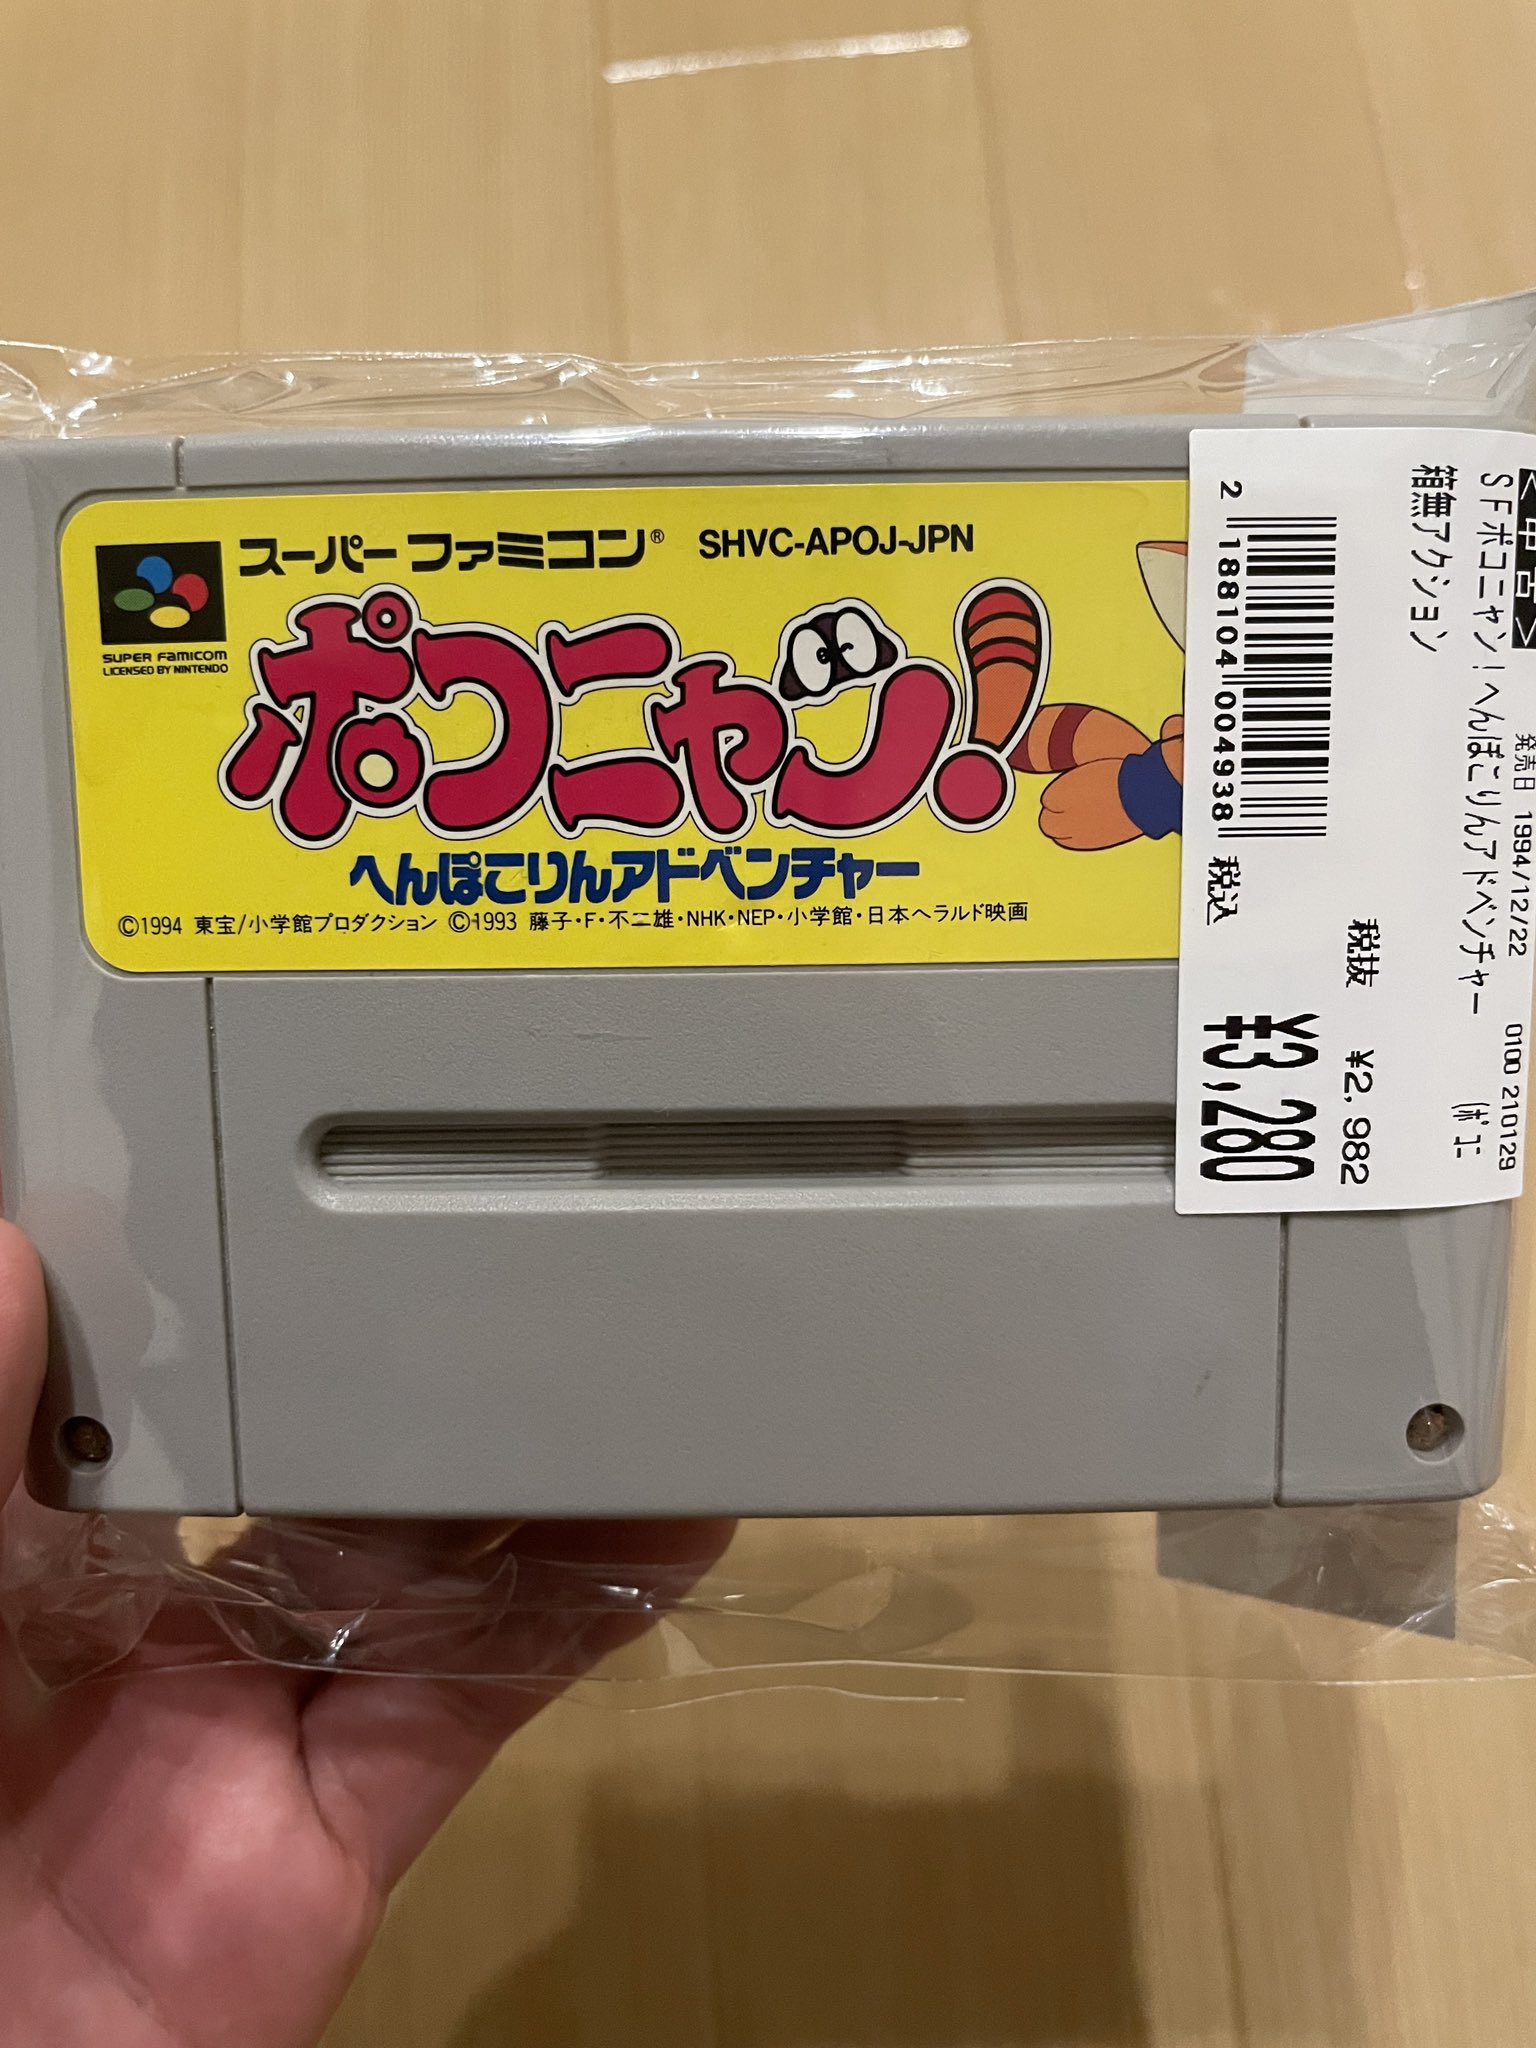 スーパーファミコン® SHVC-APOJ-JPN
SUPER FAMICOM
LICENSED BY NINTENDO
ポコニャン!
へんぽこりんアドベンチャー
©1994 東宝/小学館プロダクション ©1993 藤子・F・不二雄・NHK・NEP・小学館・日本ヘラルド映画
<中古> 発売日 1994/12/22 0100 210129
SFポコニャン!へんぽこりんアドベンチャー (ポコニ
箱無アクション
税抜 ¥2,982
税込 ¥3,280
2 188104 004938